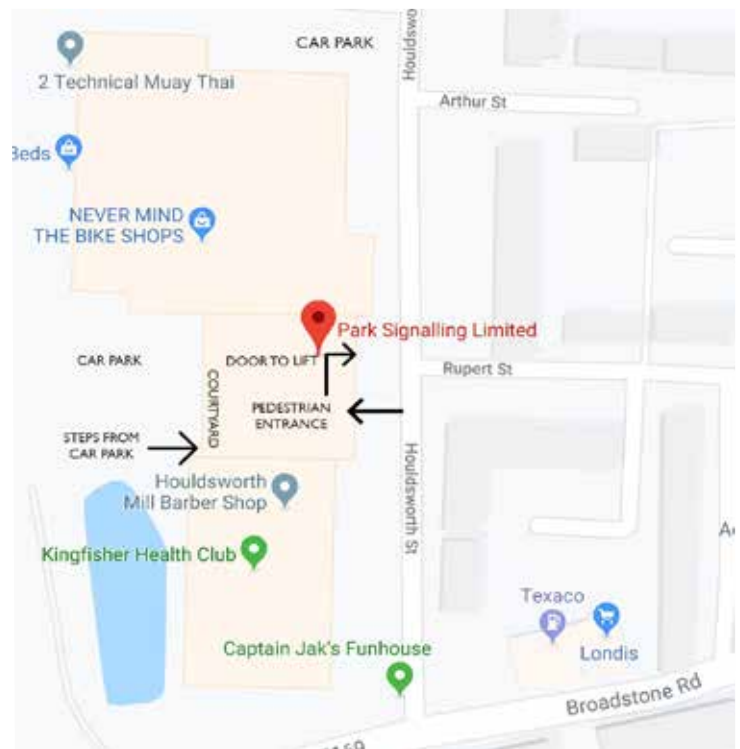 CAR PARK
Houldswo
2 Technical Muay Thai
Arthur St
Beds
NEVER MIND
THE BIKE SHOPS
Park Signalling Limited
CAR PARK
DOOR TO LIFT
Rupert St
COURTYARD
PEDESTRIAN
ENTRANCE
STEPS FROM
CAR PARK
Houldsworth St
Houldsworth
Mill Barber Shop
Kingfisher Health Club
Texaco
Londis
Captain Jak's Funhouse
Broadstone Rd